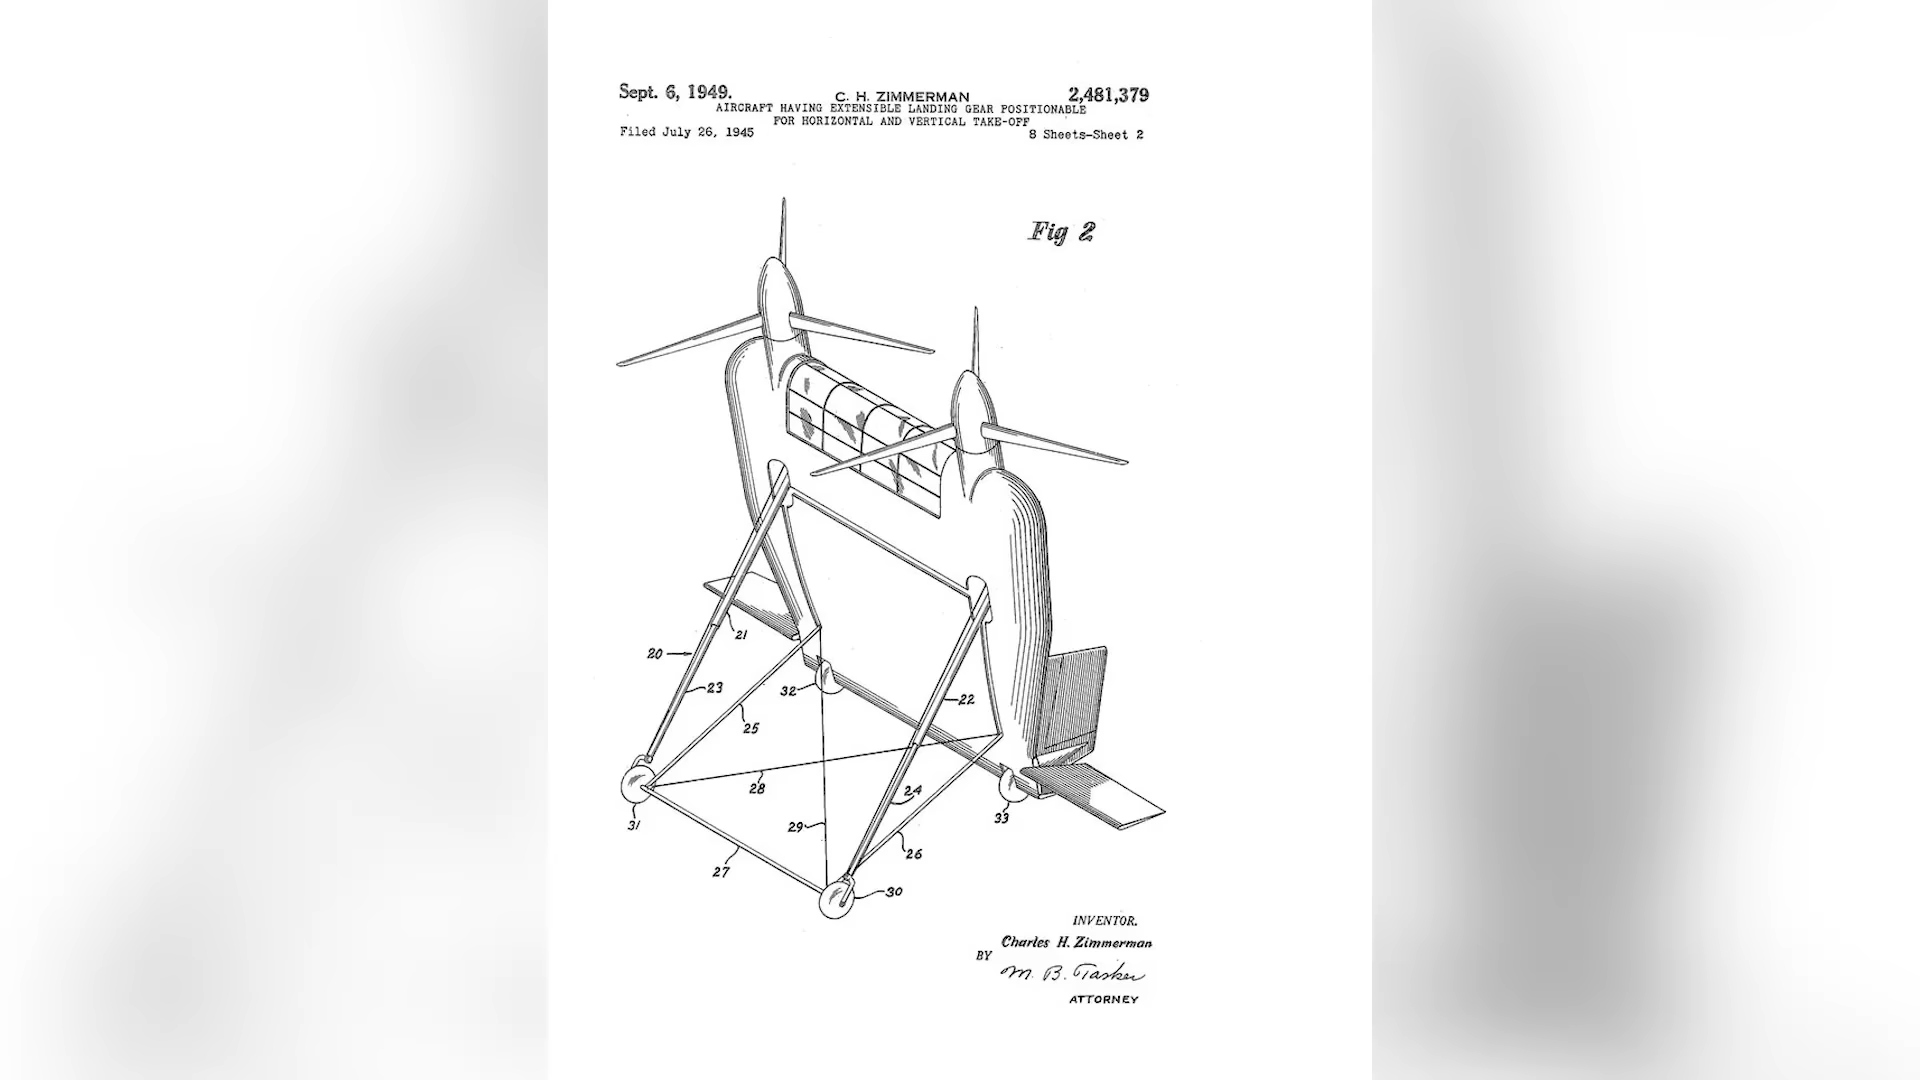 Sept. 6, 1949.
C. H. ZIMMERMAN
2,481,379
AIRCRAFT HAVING EXTENSIBLE LANDING GEAR POSITIONABLE
FOR HORIZONTAL AND VERTICAL TAKE-OFF
Filed July 26, 1945
8 Sheets-Sheet 2
Fig 2
21
20
23
32
22
25
28
24
31
33
29
26
27
30
INVENTOR.
Charles H. Zimmerman
BY
M. B. Tasker
ATTORNEY